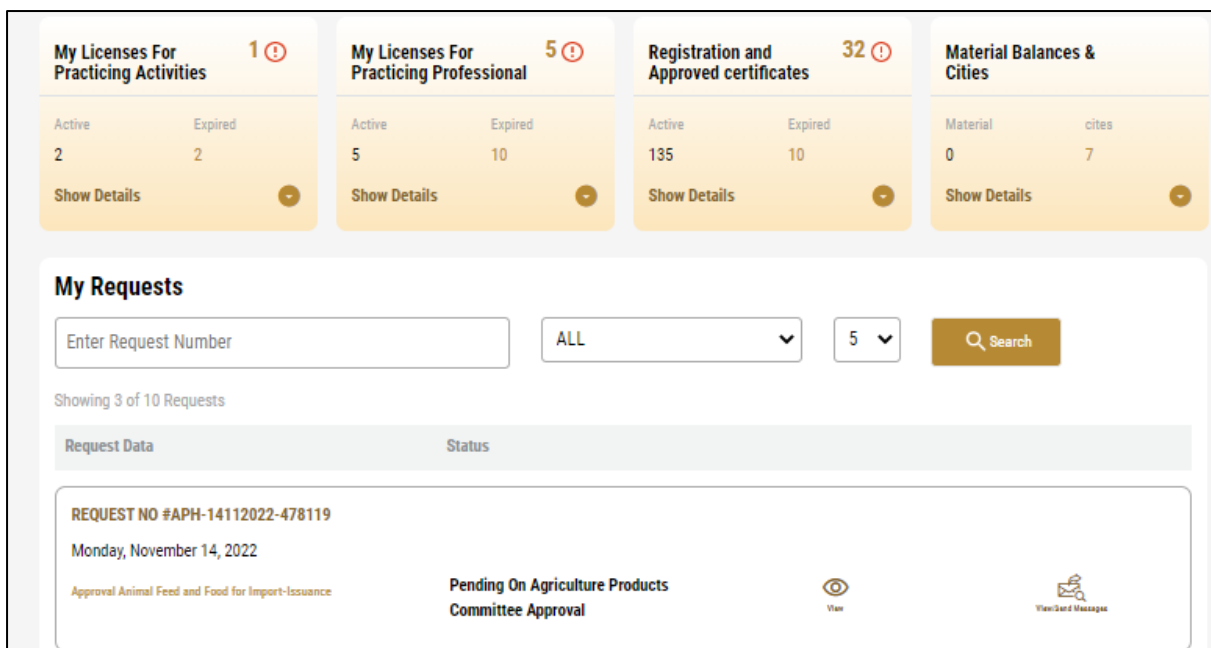 My Licenses For
Practicing Activities
1
Active Expired
2 2
Show Details
My Licenses For
Practicing Professional
5
Active Expired
5 10
Show Details
Registration and
Approved certificates
32
Active Expired
135 10
Show Details
Material Balances &
Cities
Material cites
0 7
Show Details
My Requests
Enter Request Number
ALL
5
Search
Showing 3 of 10 Requests
Request Data Status
REQUEST NO #APH-14112022-478119
Monday, November 14, 2022
Approval Animal Feed and Food for Import-Issuance
Pending On Agriculture Products
Committee Approval
View
View/Send Messages